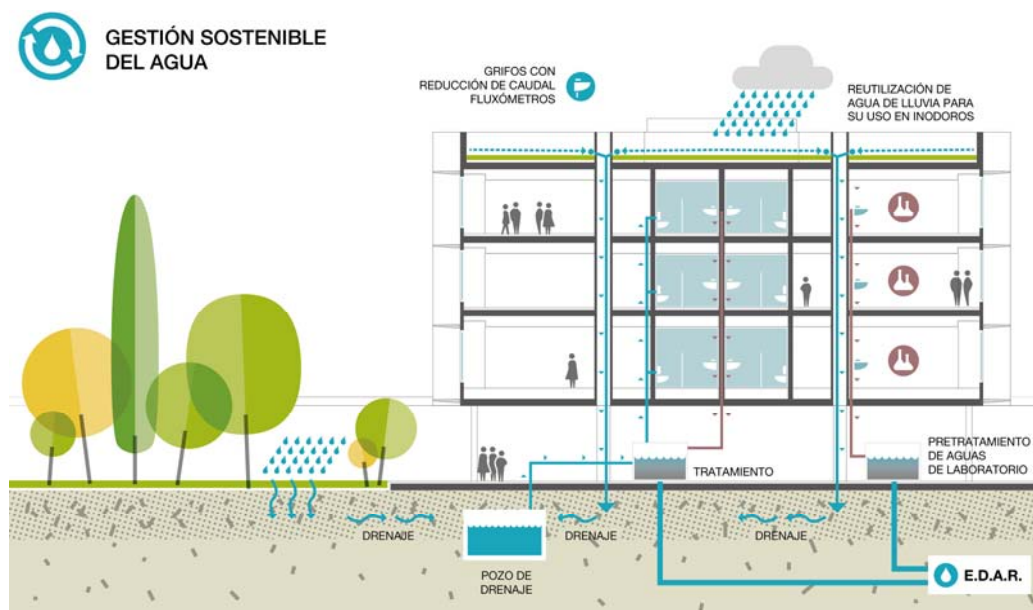 GESTIÓN SOSTENIBLE
DEL AGUA
GRIFOS CON
REDUCCIÓN DE CAUDAL
FLUXÓMETROS
REUTILIZACIÓN DE
AGUA DE LLUVIA PARA
SU USO EN INODOROS
TRATAMIENTO
PRETRATAMIENTO
DE AGUAS
DE LABORATORIO
DRENAJE
DRENAJE
DRENAJE
POZO DE
DRENAJE
E.D.A.R.